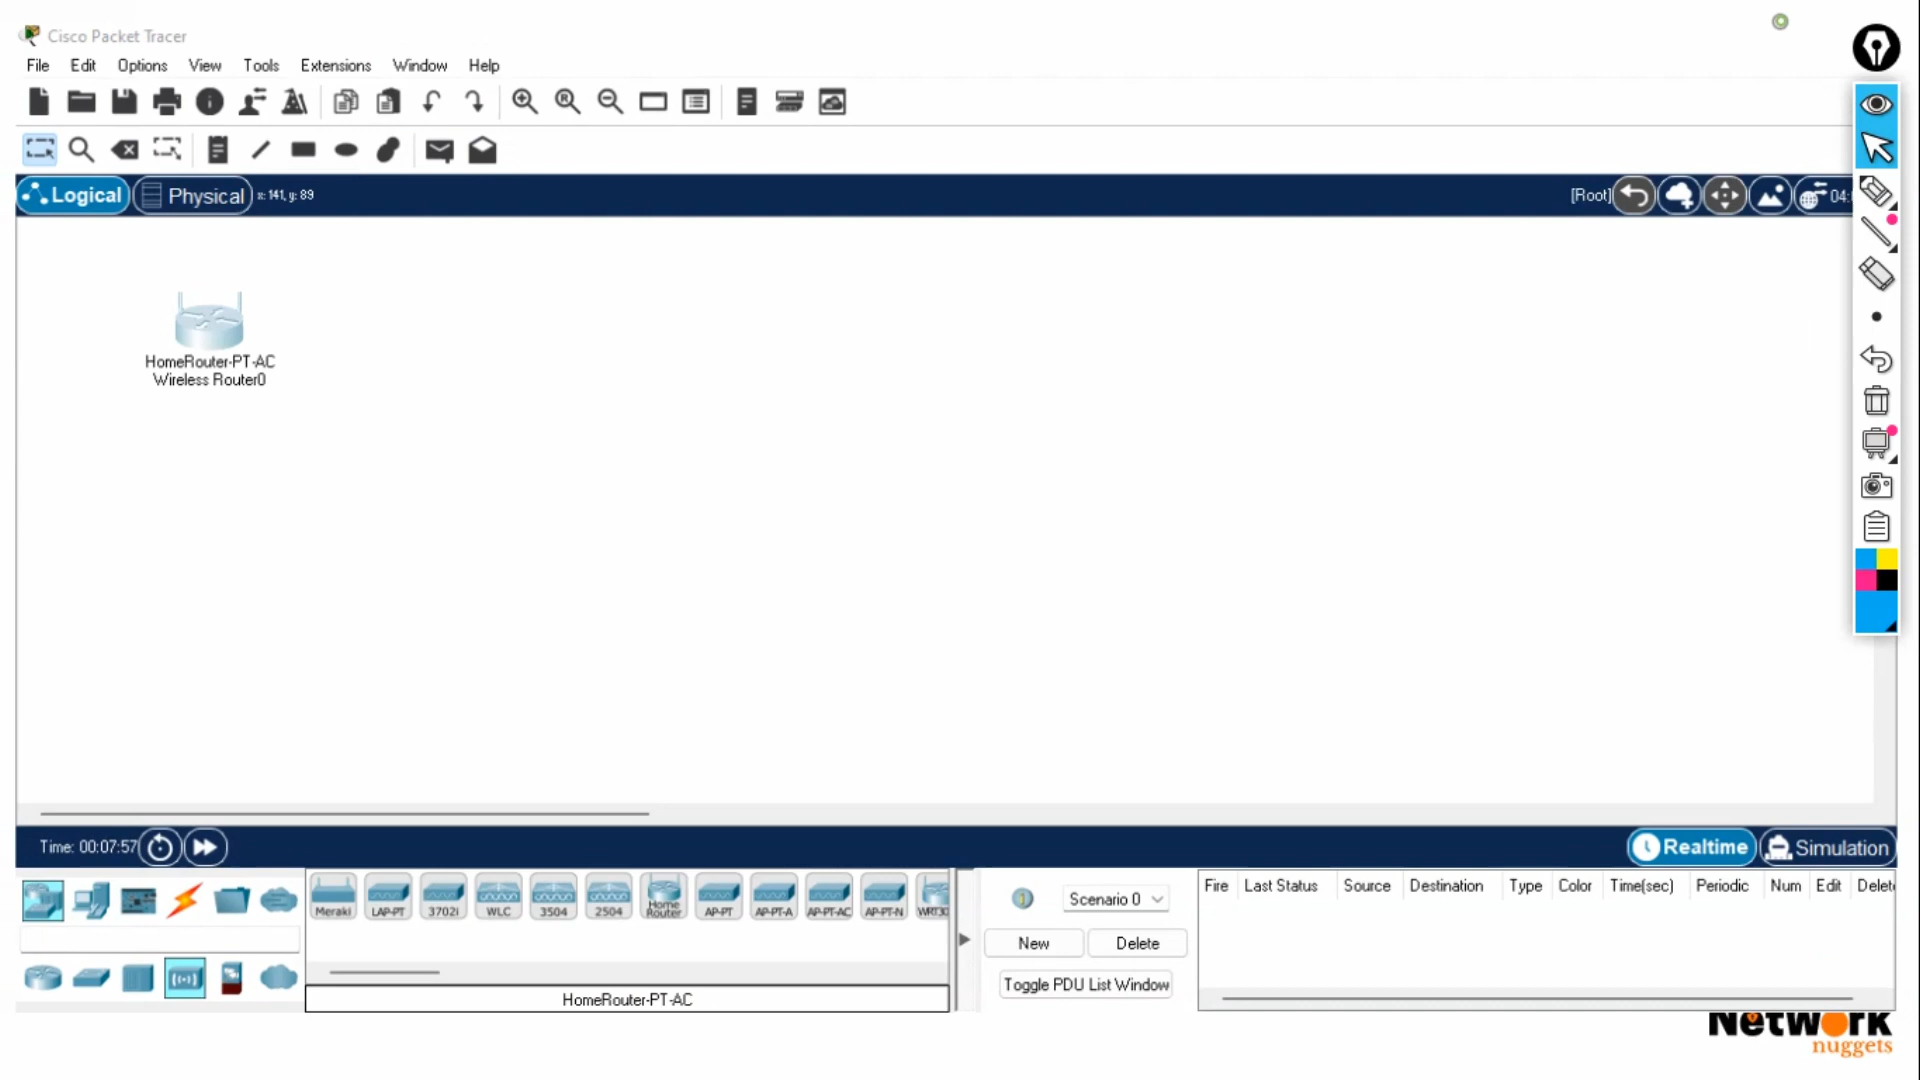 Cisco Packet Tracer
File Edit Options View Tools Extensions Window Help
Logical Physical x: 141, y: 89 [Root] 04:
HomeRouter-PT-AC
Wireless Router0
Time: 00:07:57 Realtime Simulation
Meraki LAP-PT 3702i WLC 3504 2504 Home Router AP-PT AP-PT-A AP-PT-AC AP-PT-N WRT30
HomeRouter-PT-AC
Scenario 0
New Delete
Toggle PDU List Window
Fire Last Status Source Destination Type Color Time(sec) Periodic Num Edit Delet
Network
nuggets